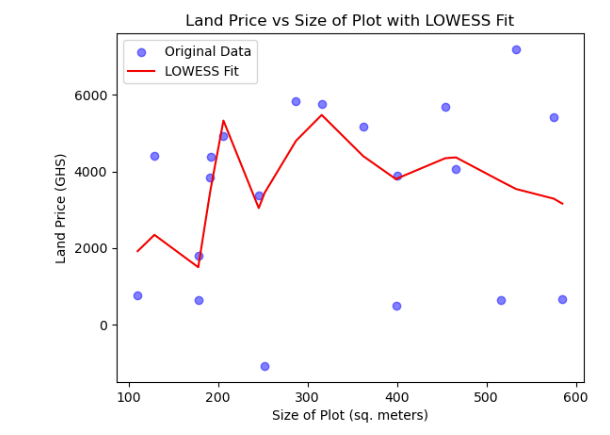 Land Price vs Size of Plot with LOWESS Fit
Original Data
LOWESS Fit
6000
4000
2000
0
Land Price (GHS)
100 200 300 400 500 600
Size of Plot (sq. meters)